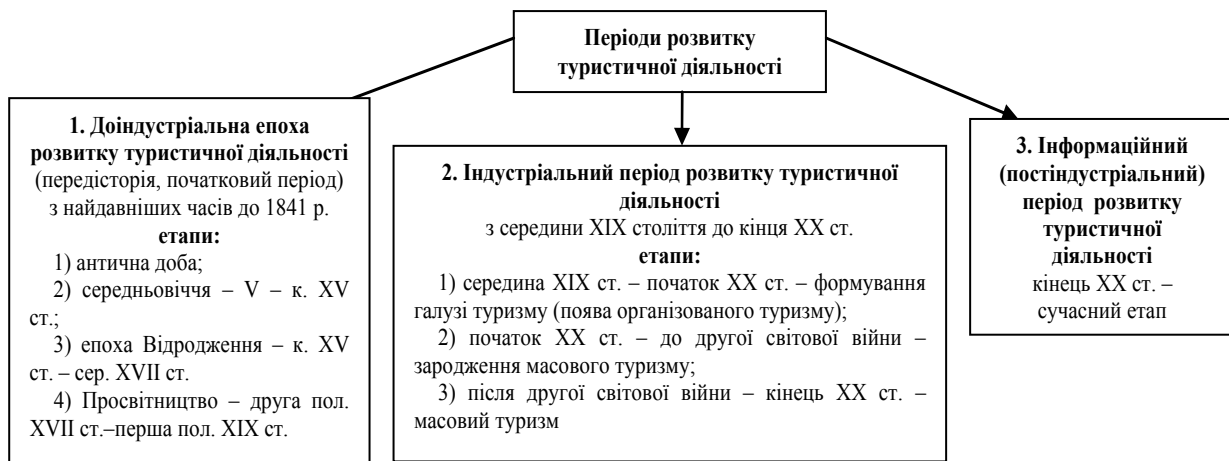 Періоди розвитку
туристичної діяльності
1. Доіндустріальна епоха
розвитку туристичної діяльності
(передісторія, початковий період)
з найдавніших часів до 1841 р.
етапи:
1) антична доба;
2) середньовіччя – V – к. XV
ст.;
3) епоха Відродження – к. XV
ст. – сер. XVII ст.
4) Просвітництво – друга пол.
XVII ст.–перша пол. XIX ст.
2. Індустріальний період розвитку туристичної
діяльності
з середини XIX століття до кінця XX ст.
етапи:
1) середина XIX ст. – початок XX ст. – формування
галузі туризму (поява організованого туризму);
2) початок XX ст. – до другої світової війни –
зародження масового туризму;
3) після другої світової війни – кінець XX ст. –
масовий туризм
3. Інформаційний
(постіндустріальний)
період розвитку
туристичної
діяльності
кінець XX ст. –
сучасний етап